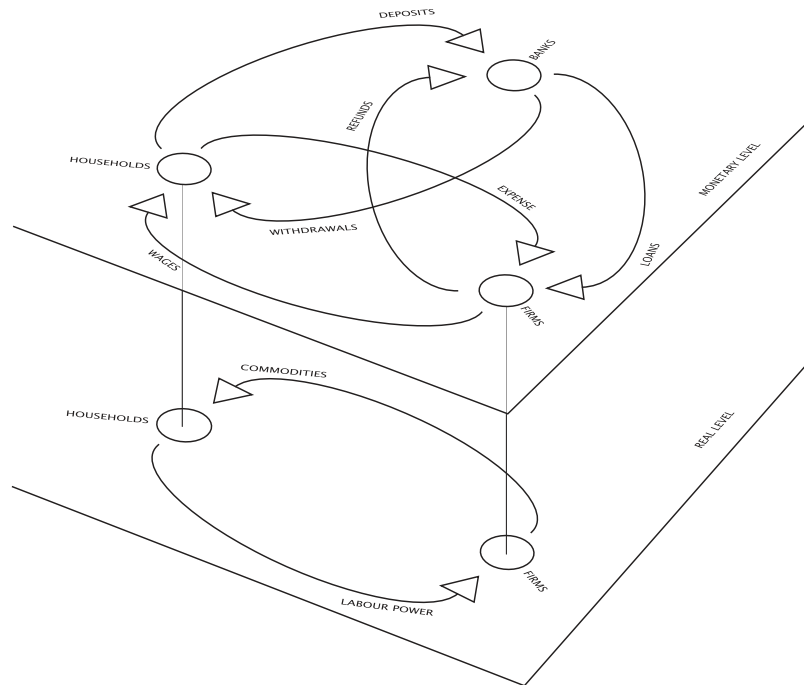 DEPOSITS
BANKS
REFUNDS
HOUSEHOLDS
MONETARY LEVEL
EXPENSE
WITHDRAWALS
WAGES
LOANS
FIRMS
COMMODITIES
HOUSEHOLDS
REAL LEVEL
FIRMS
LABOUR POWER